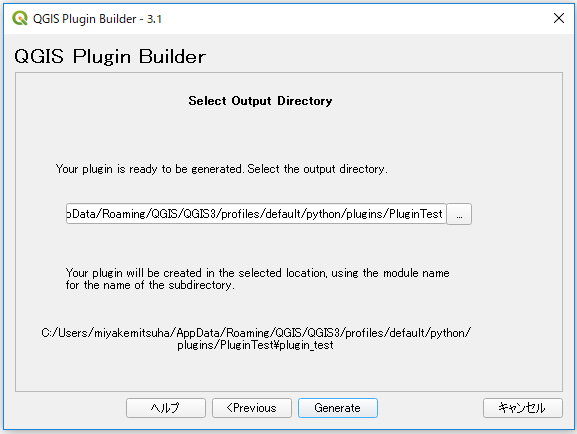 QGIS Plugin Builder - 3.1
QGIS Plugin Builder
Select Output Directory
Your plugin is ready to be generated. Select the output directory.
pData/Roaming/QGIS/QGIS3/profiles/default/python/plugins/PluginTest ...
Your plugin will be created in the selected location, using the module name
for the name of the subdirectory.
C:/Users/miyakemitsuha/AppData/Roaming/QGIS/QGIS3/profiles/default/python/
plugins/PluginTest¥plugin_test
ヘルプ <Previous Generate キャンセル